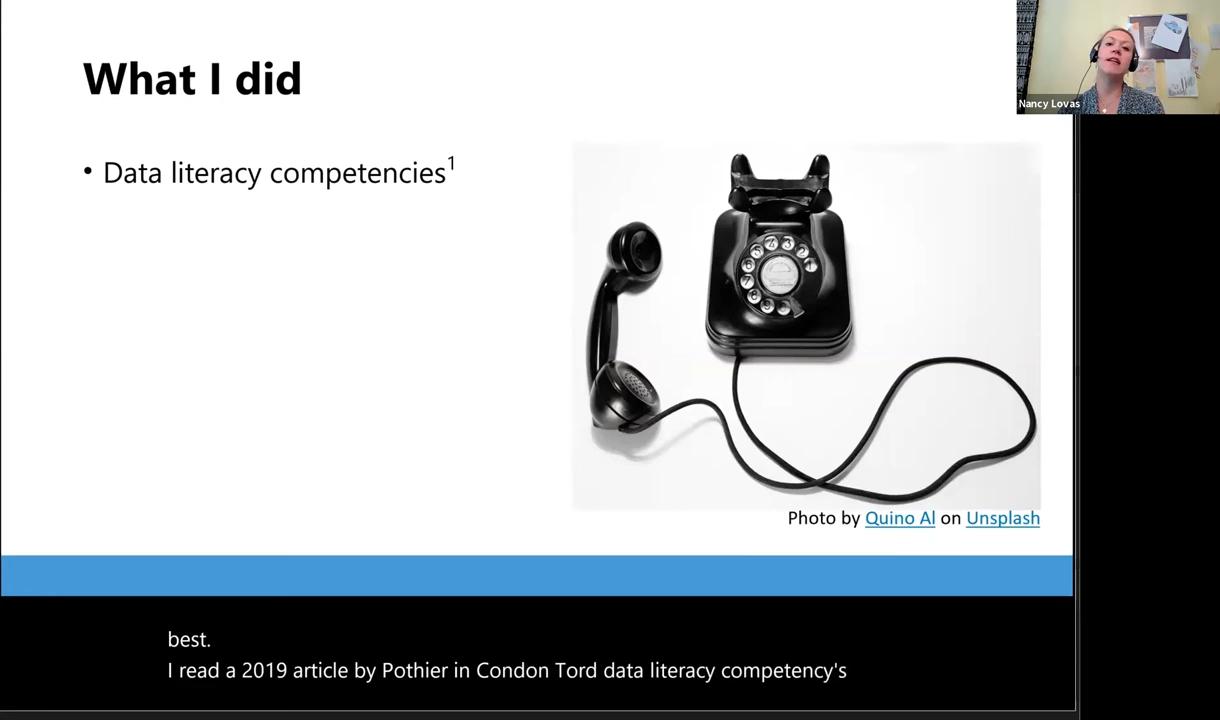 What I did
• Data literacy competencies¹
Nancy Lovas
Photo by Quino Al on Unsplash
best.
I read a 2019 article by Pothier in Condon Tord data literacy competency's